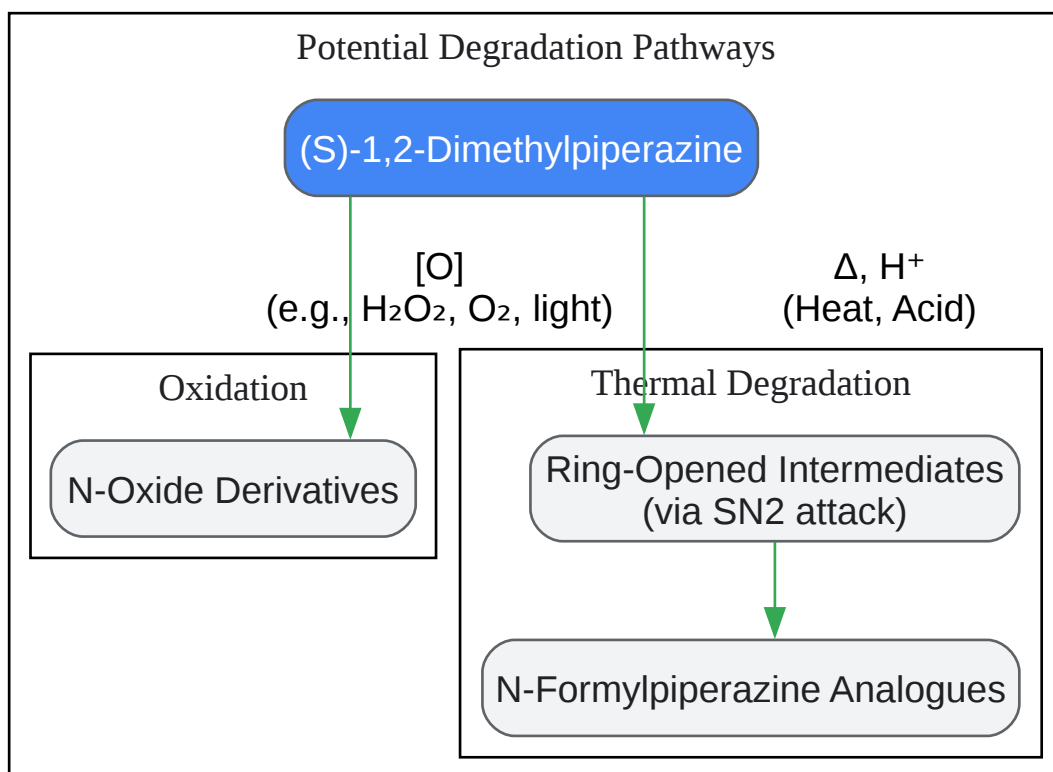 Potential Degradation Pathways
(S)-1,2-Dimethylpiperazine
[O]
(e.g., H₂O₂, O₂, light)
Δ, H⁺
(Heat, Acid)
Oxidation
N-Oxide Derivatives
Thermal Degradation
Ring-Opened Intermediates
(via SN2 attack)
N-Formylpiperazine Analogues